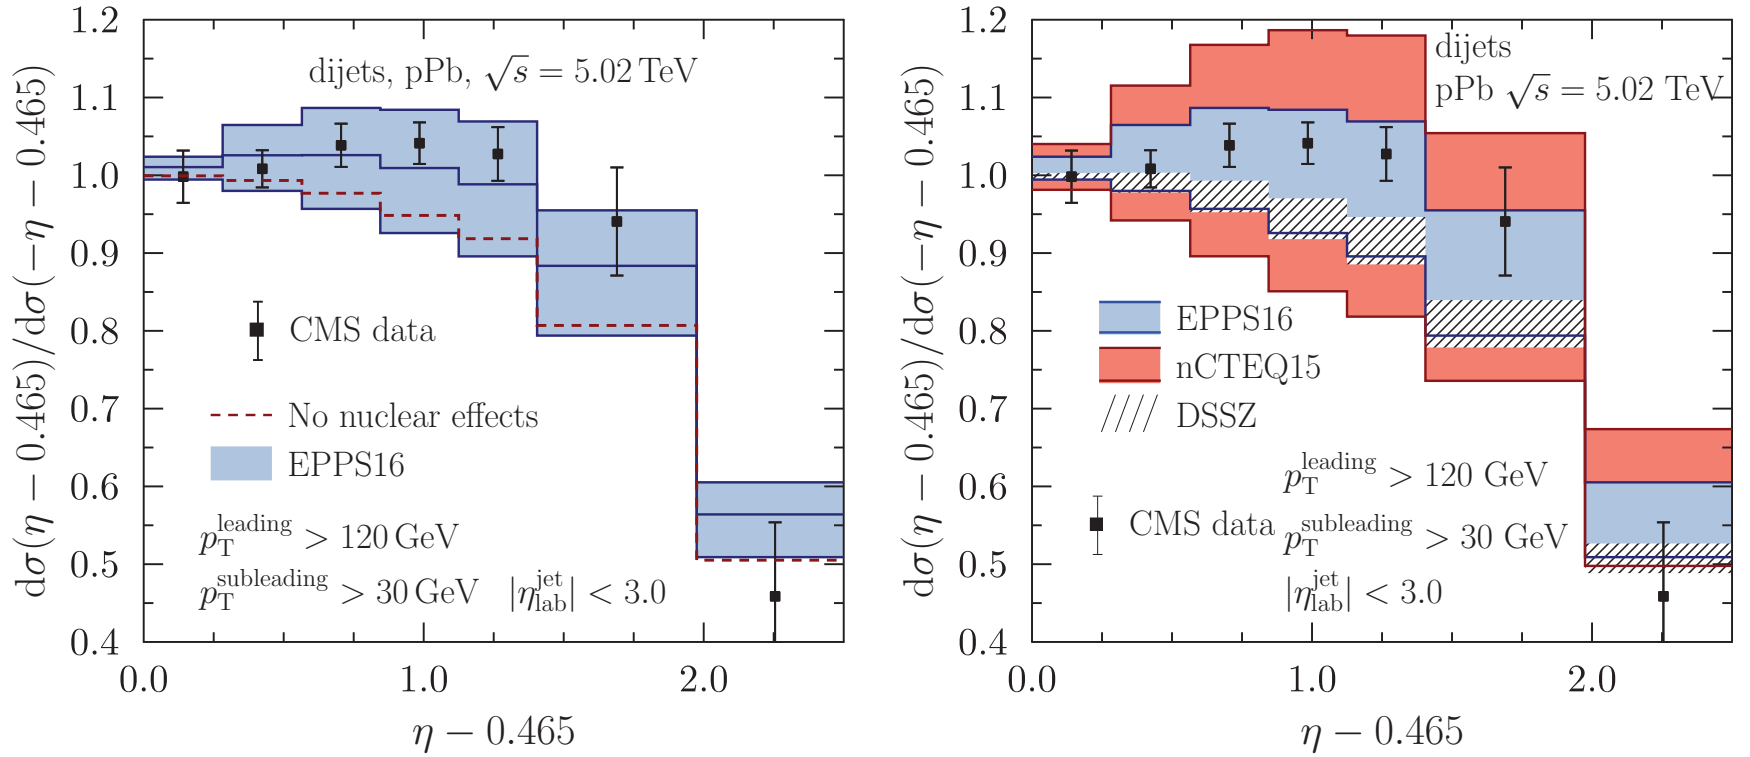 dσ(η − 0.465)/dσ(−η − 0.465)
1.2
1.1
1.0
0.9
0.8
0.7
0.6
0.5
0.4
dijets, pPb, √s = 5.02 TeV
CMS data
No nuclear effects
EPPS16
p_T^leading > 120 GeV
p_T^subleading > 30 GeV |η_lab^jet| < 3.0
0.0 1.0 2.0
η − 0.465
dσ(η − 0.465)/dσ(−η − 0.465)
1.2
1.1
1.0
0.9
0.8
0.7
0.6
0.5
0.4
dijets
pPb √s = 5.02 TeV
EPPS16
nCTEQ15
DSSZ
p_T^leading > 120 GeV
CMS data p_T^subleading > 30 GeV
|η_lab^jet| < 3.0
0.0 1.0 2.0
η − 0.465